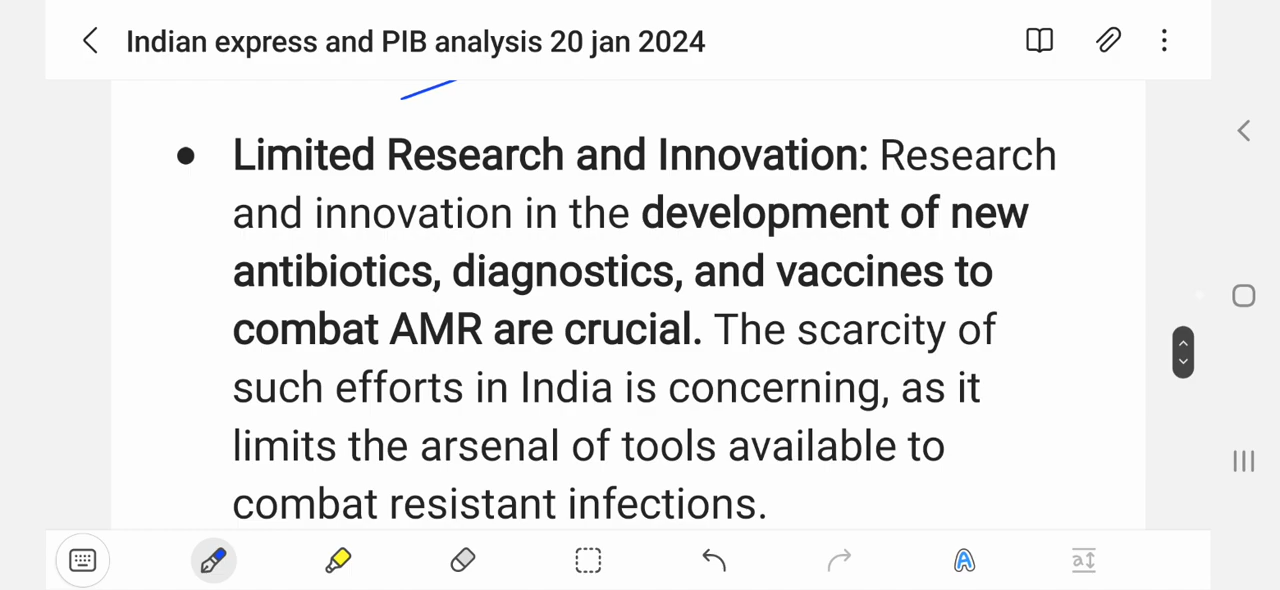 Indian express and PIB analysis 20 jan 2024
• Limited Research and Innovation: Research
and innovation in the development of new
antibiotics, diagnostics, and vaccines to
combat AMR are crucial. The scarcity of
such efforts in India is concerning, as it
limits the arsenal of tools available to
combat resistant infections.
A a